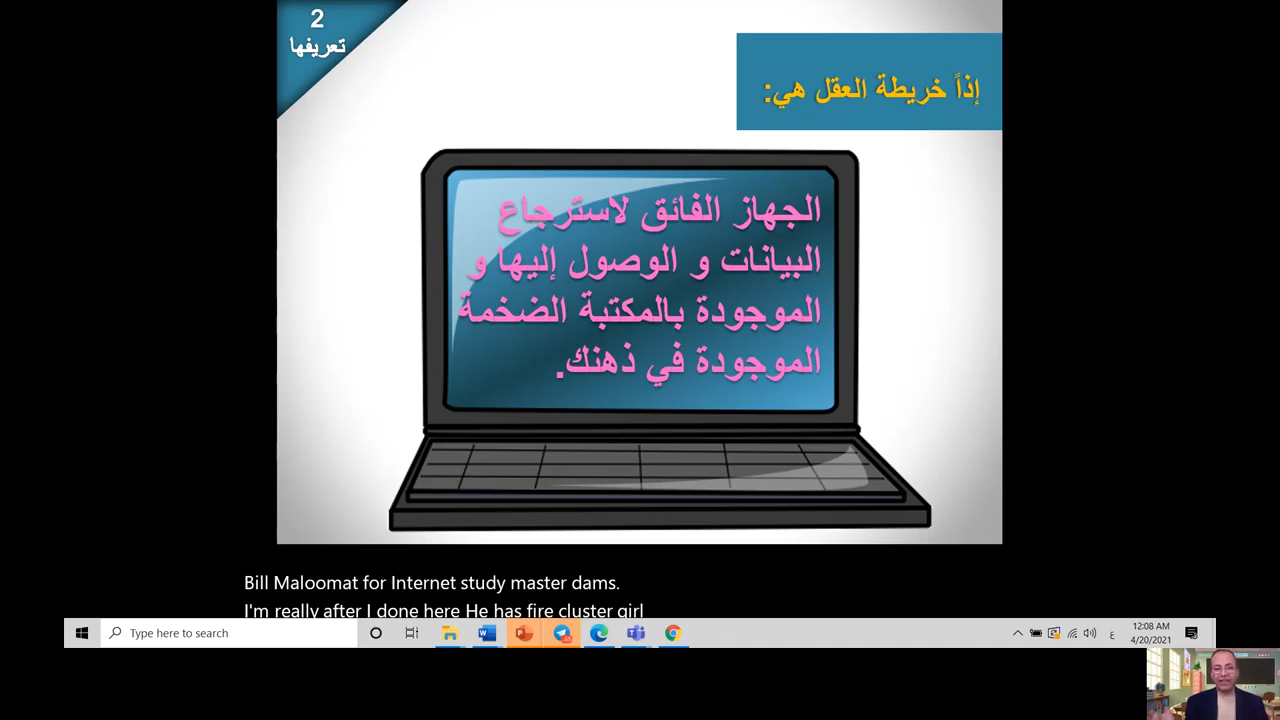 2
تعريفها
إذاً خريطة العقل هي:
الجهاز الفائق لاسترجاع
البيانات و الوصول إليها و
الموجودة بالمكتبة الضخمة
الموجودة في ذهنك.
Bill Maloomat for Internet study master dams.
I'm really after I done here He has fire cluster girl
Type here to search
ع
12:08 AM
4/20/2021